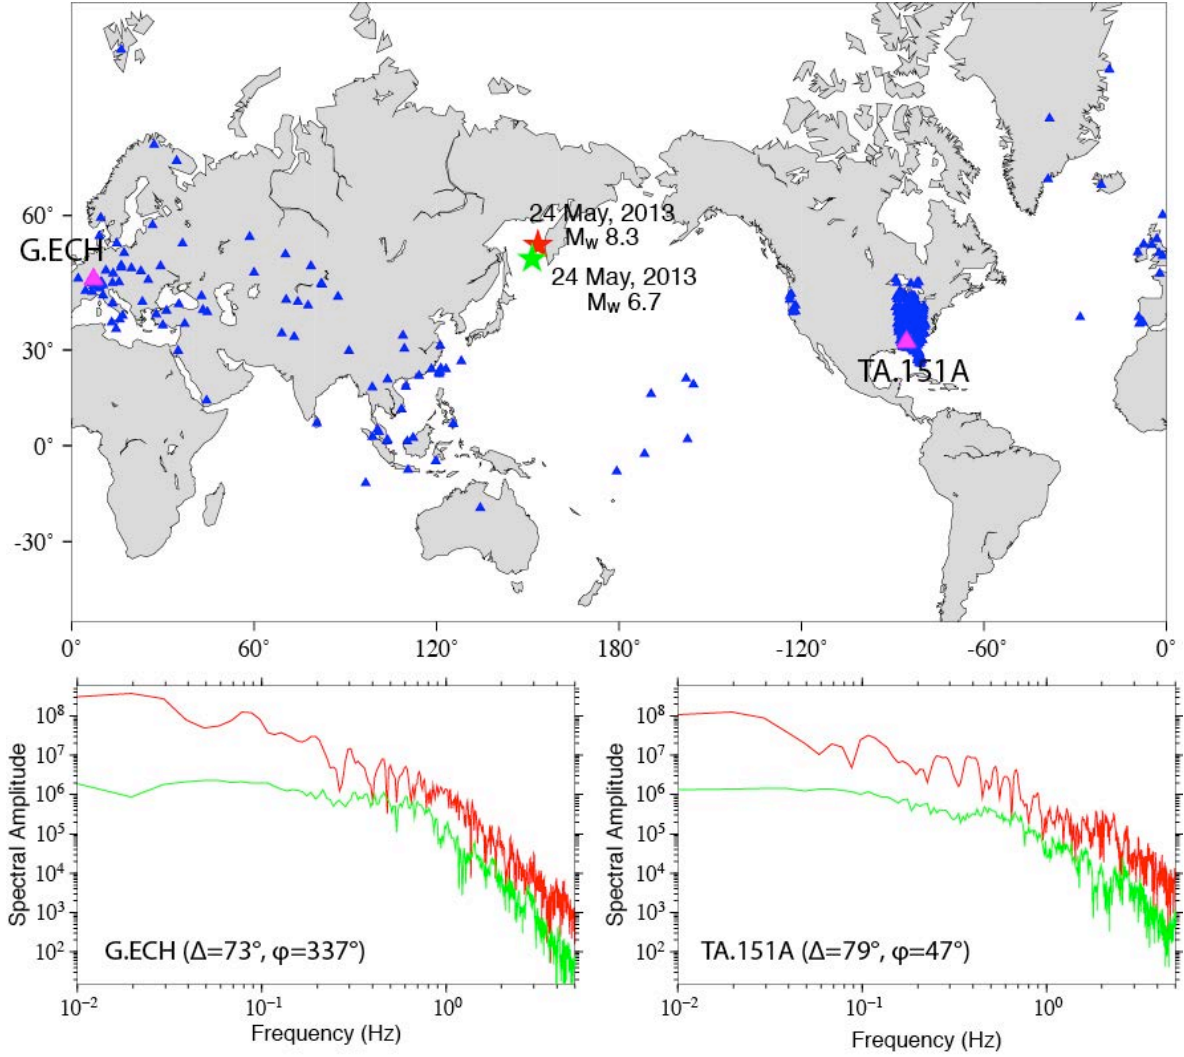 60°
30°
0°
-30°
24 May, 2013
Mw 8.3
24 May, 2013
Mw 6.7
G.ECH
TA.151A
0°
60°
120°
180°
-120°
-60°
0°
Spectral Amplitude
10⁸
10⁷
10⁶
10⁵
10⁴
10³
10²
G.ECH (Δ=73°, φ=337°)
10⁻²
10⁻¹
10⁰
Frequency (Hz)
Spectral Amplitude
10⁸
10⁷
10⁶
10⁵
10⁴
10³
10²
TA.151A (Δ=79°, φ=47°)
10⁻²
10⁻¹
10⁰
Frequency (Hz)